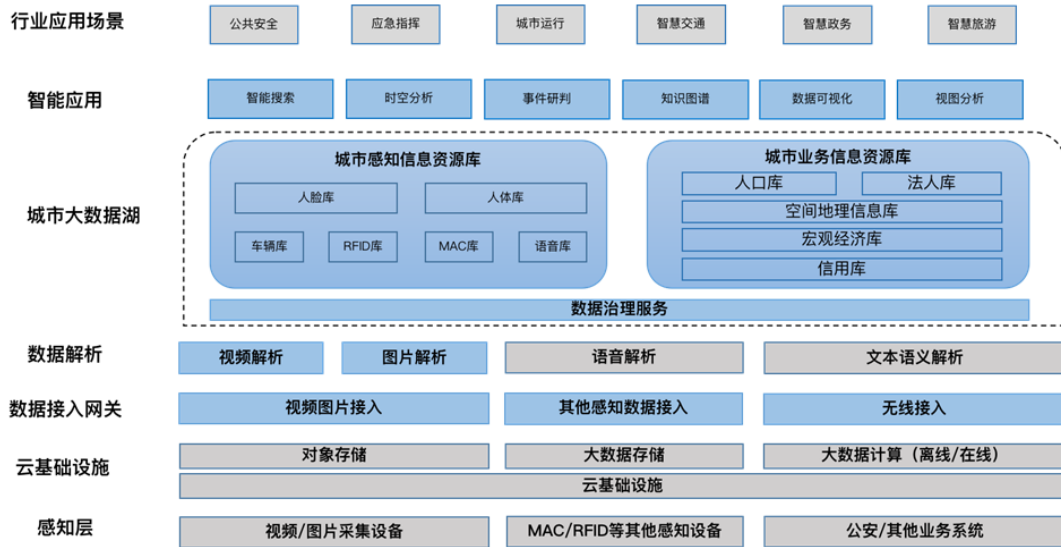 行业应用场景
公共安全 应急指挥 城市运行 智慧交通 智慧政务 智慧旅游
智能应用
智能搜索 时空分析 事件研判 知识图谱 数据可视化 视图分析
城市大数据湖
城市感知信息资源库
人脸库 人体库
车辆库 RFID库 MAC库 语音库
城市业务信息资源库
人口库 法人库
空间地理信息库
宏观经济库
信用库
数据治理服务
数据解析
视频解析 图片解析 语音解析 文本语义解析
数据接入网关
视频图片接入 其他感知数据接入 无线接入
云基础设施
对象存储 大数据存储 大数据计算（离线/在线）
云基础设施
感知层
视频/图片采集设备 MAC/RFID等其他感知设备 公安/其他业务系统